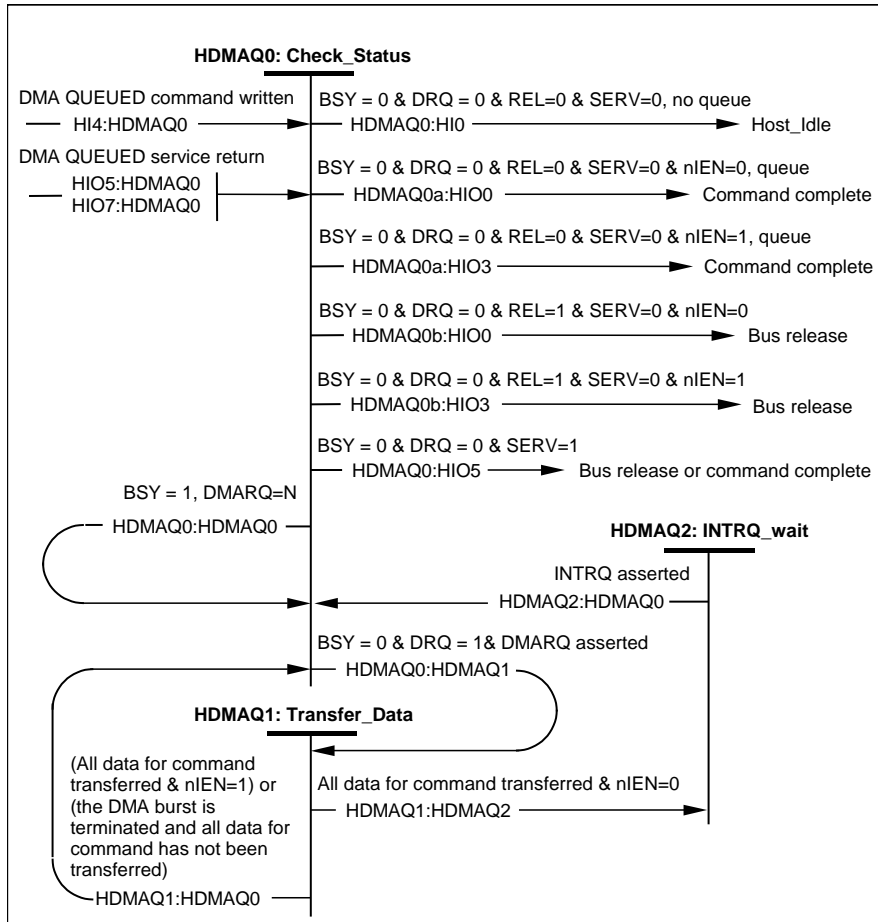 HDMAQ0: Check_Status
DMA QUEUED command written
HI4:HDMAQ0
BSY = 0 & DRQ = 0 & REL=0 & SERV=0, no queue
HDMAQ0:HI0
Host_Idle
DMA QUEUED service return
HIO5:HDMAQ0
HIO7:HDMAQ0
BSY = 0 & DRQ = 0 & REL=0 & SERV=0 & nIEN=0, queue
HDMAQ0a:HIO0
Command complete
BSY = 0 & DRQ = 0 & REL=0 & SERV=0 & nIEN=1, queue
HDMAQ0a:HIO3
Command complete
BSY = 0 & DRQ = 0 & REL=1 & SERV=0 & nIEN=0
HDMAQ0b:HIO0
Bus release
BSY = 0 & DRQ = 0 & REL=1 & SERV=0 & nIEN=1
HDMAQ0b:HIO3
Bus release
BSY = 0 & DRQ = 0 & SERV=1
HDMAQ0:HIO5
Bus release or command complete
BSY = 1, DMARQ=N
HDMAQ0:HDMAQ0
HDMAQ2: INTRQ_wait
INTRQ asserted
HDMAQ2:HDMAQ0
BSY = 0 & DRQ = 1& DMARQ asserted
HDMAQ0:HDMAQ1
HDMAQ1: Transfer_Data
(All data for command
transferred & nIEN=1) or
(the DMA burst is
terminated and all data for
command has not been
transferred)
HDMAQ1:HDMAQ0
All data for command transferred & nIEN=0
HDMAQ1:HDMAQ2